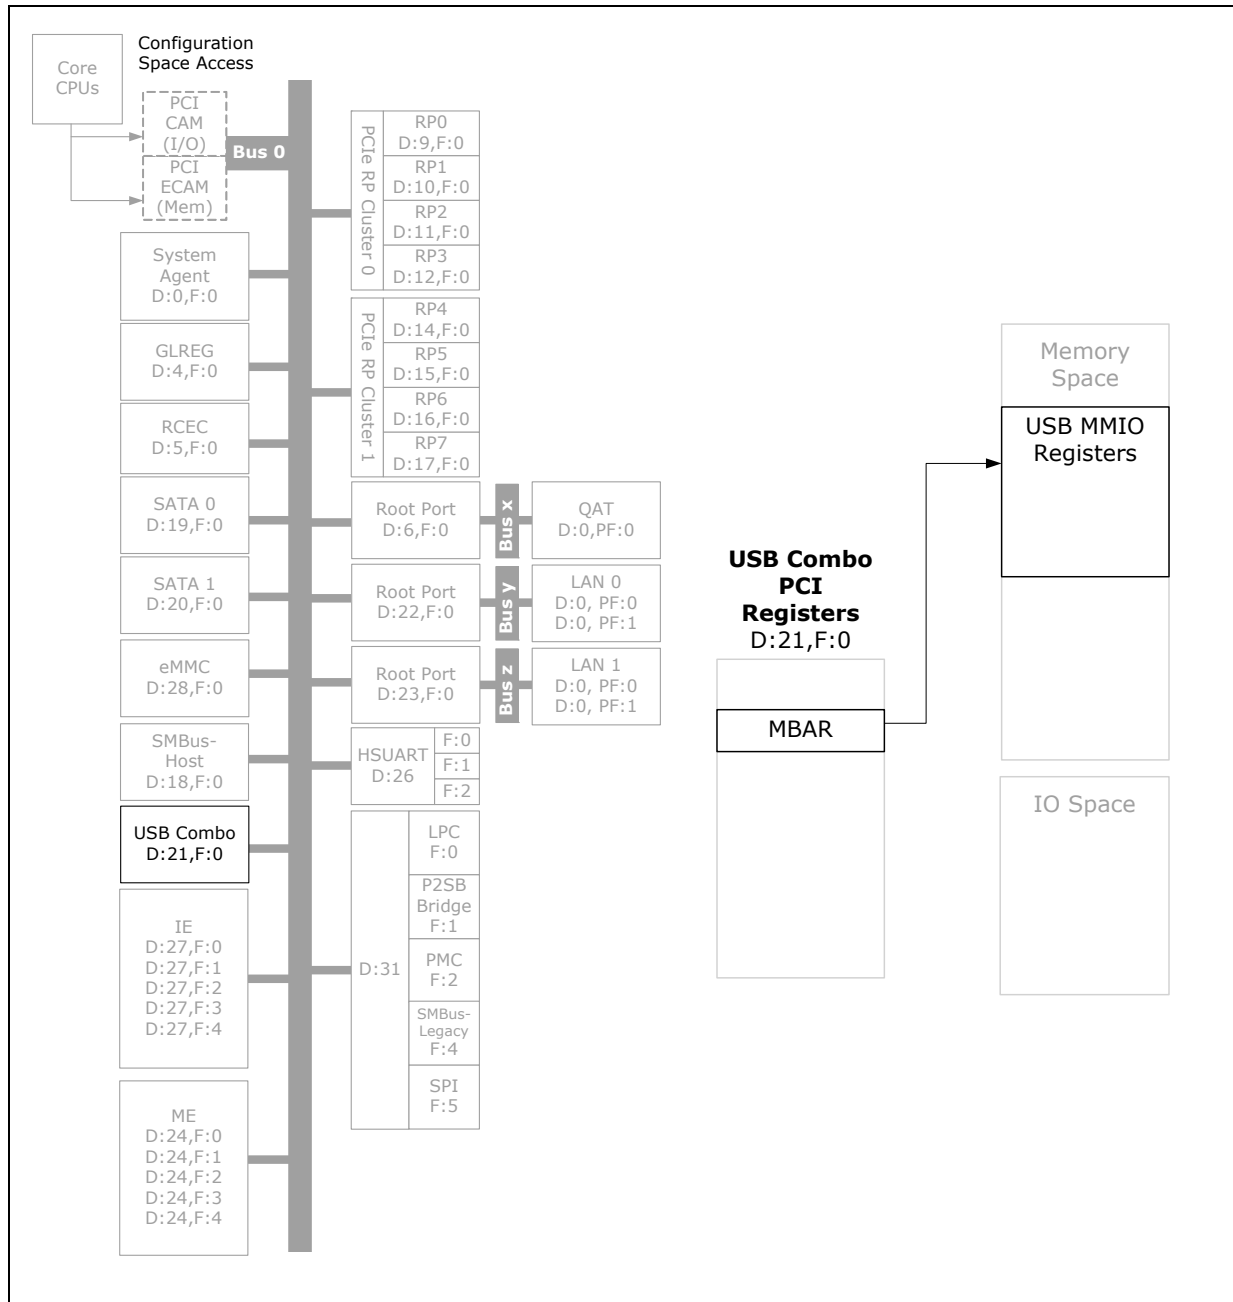 Configuration
Space Access
Core
CPUs
PCI
CAM
(I/O)
PCI
ECAM
(Mem)
Bus 0
System
Agent
D:0,F:0
GLREG
D:4,F:0
RCEC
D:5,F:0
SATA 0
D:19,F:0
SATA 1
D:20,F:0
eMMC
D:28,F:0
SMBus-
Host
D:18,F:0
USB Combo
D:21,F:0
IE
D:27,F:0
D:27,F:1
D:27,F:2
D:27,F:3
D:27,F:4
ME
D:24,F:0
D:24,F:1
D:24,F:2
D:24,F:3
D:24,F:4
PCIe RP Cluster 0
RP0
D:9,F:0
RP1
D:10,F:0
RP2
D:11,F:0
RP3
D:12,F:0
PCIe RP Cluster 1
RP4
D:14,F:0
RP5
D:15,F:0
RP6
D:16,F:0
RP7
D:17,F:0
Root Port
D:6,F:0
Bus x
QAT
D:0,PF:0
Root Port
D:22,F:0
Bus y
LAN 0
D:0, PF:0
D:0, PF:1
Root Port
D:23,F:0
Bus z
LAN 1
D:0, PF:0
D:0, PF:1
HSUART
D:26
F:0
F:1
F:2
D:31
LPC
F:0
P2SB
Bridge
F:1
PMC
F:2
SMBus-
Legacy
F:4
SPI
F:5
USB Combo
PCI
Registers
D:21,F:0
MBAR
Memory
Space
USB MMIO
Registers
IO Space